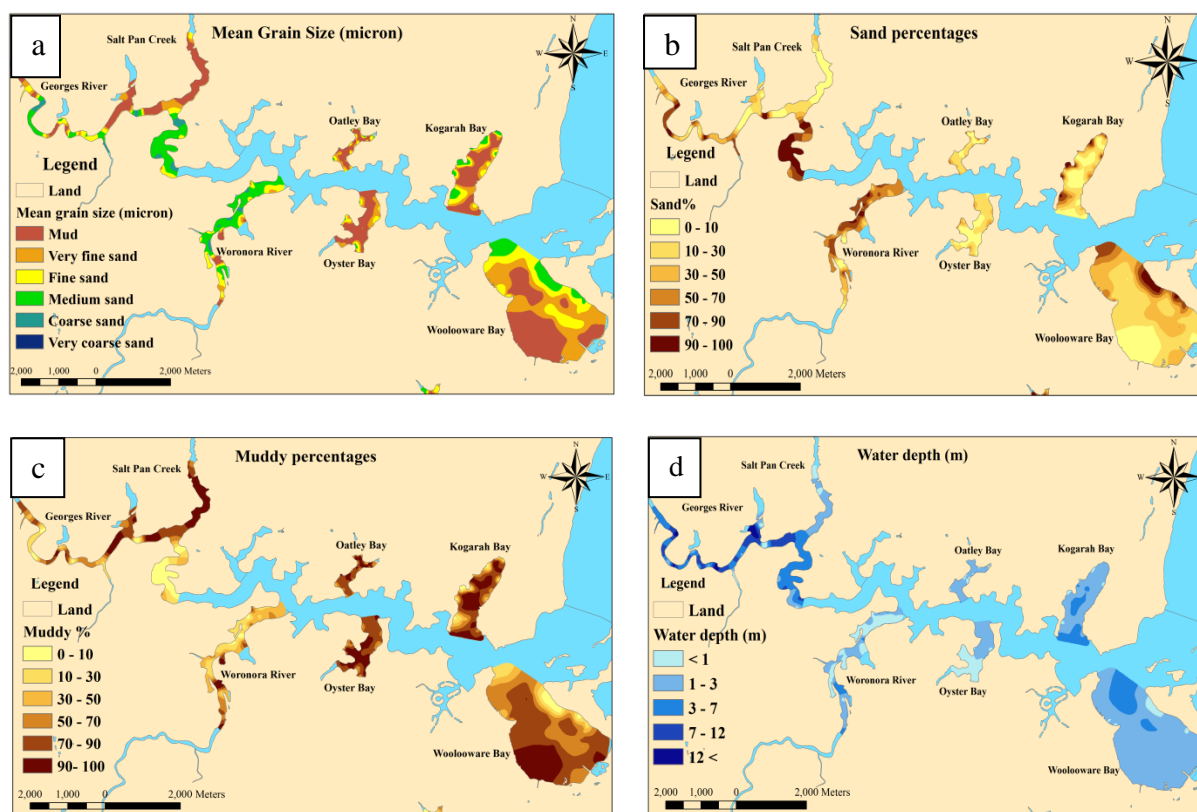 a
Mean Grain Size (micron)
N
W
E
S
Salt Pan Creek
Georges River
Oatley Bay
Kogarah Bay
Legend
Land
Mean grain size (micron)
Mud
Very fine sand
Fine sand
Medium sand
Coarse sand
Very coarse sand
Woronora River
Oyster Bay
Woolooware Bay
2,000 1,000 0 2,000 Meters
b
Sand percentages
N
W
E
S
Salt Pan Creek
Georges River
Oatley Bay
Kogarah Bay
Legend
Land
Sand%
0 - 10
10 - 30
30 - 50
50 - 70
70 - 90
90 - 100
Woronora River
Oyster Bay
Woolooware Bay
2,000 1,000 0 2,000 Meters
c
Muddy percentages
N
W
E
S
Salt Pan Creek
Georges River
Oatley Bay
Kogarah Bay
Legend
Land
Muddy %
0 - 10
10 - 30
30 - 50
50 - 70
70 - 90
90- 100
Woronora River
Oyster Bay
Woolooware Bay
2,000 1,000 0 2,000 Meters
d
Water depth (m)
N
W
E
S
Salt Pan Creek
Georges River
Oatley Bay
Kogarah Bay
Legend
Land
Water depth (m)
< 1
1 - 3
3 - 7
7 - 12
12 <
Woronora River
Oyster Bay
Woolooware Bay
2,000 1,000 0 2,000 Meters